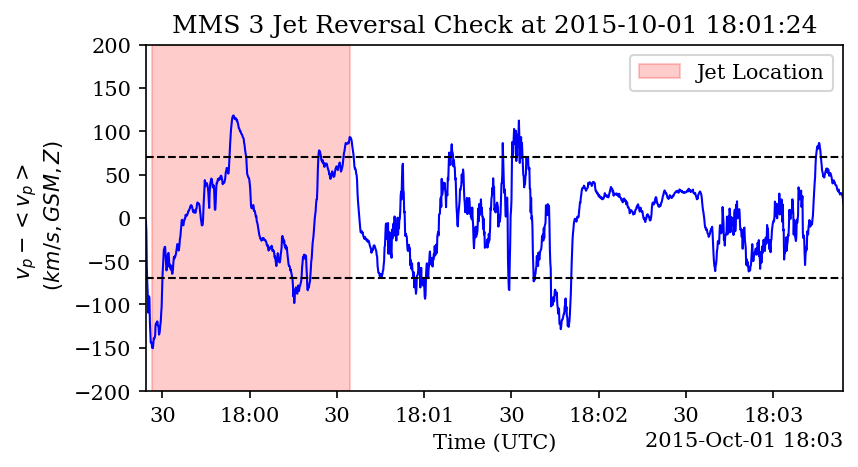 MMS 3 Jet Reversal Check at 2015-10-01 18:01:24
Jet Location
200
150
100
50
0
−50
−100
−150
−200
v_p − < v_p >
(km/s, GSM, Z)
30 18:00 30 18:01 30 18:02 30 18:03
Time (UTC)
2015-Oct-01 18:03